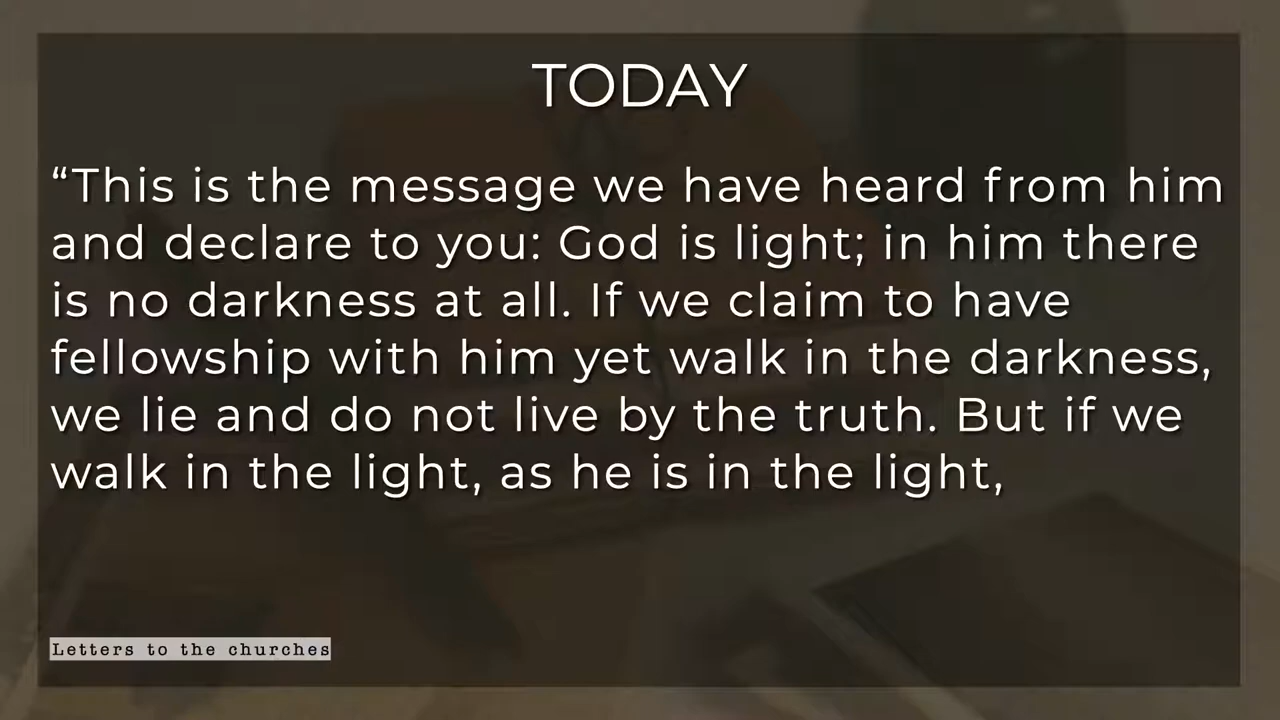 TODAY
“This is the message we have heard from him
and declare to you: God is light; in him there
is no darkness at all. If we claim to have
fellowship with him yet walk in the darkness,
we lie and do not live by the truth. But if we
walk in the light, as he is in the light,
Letters to the churches